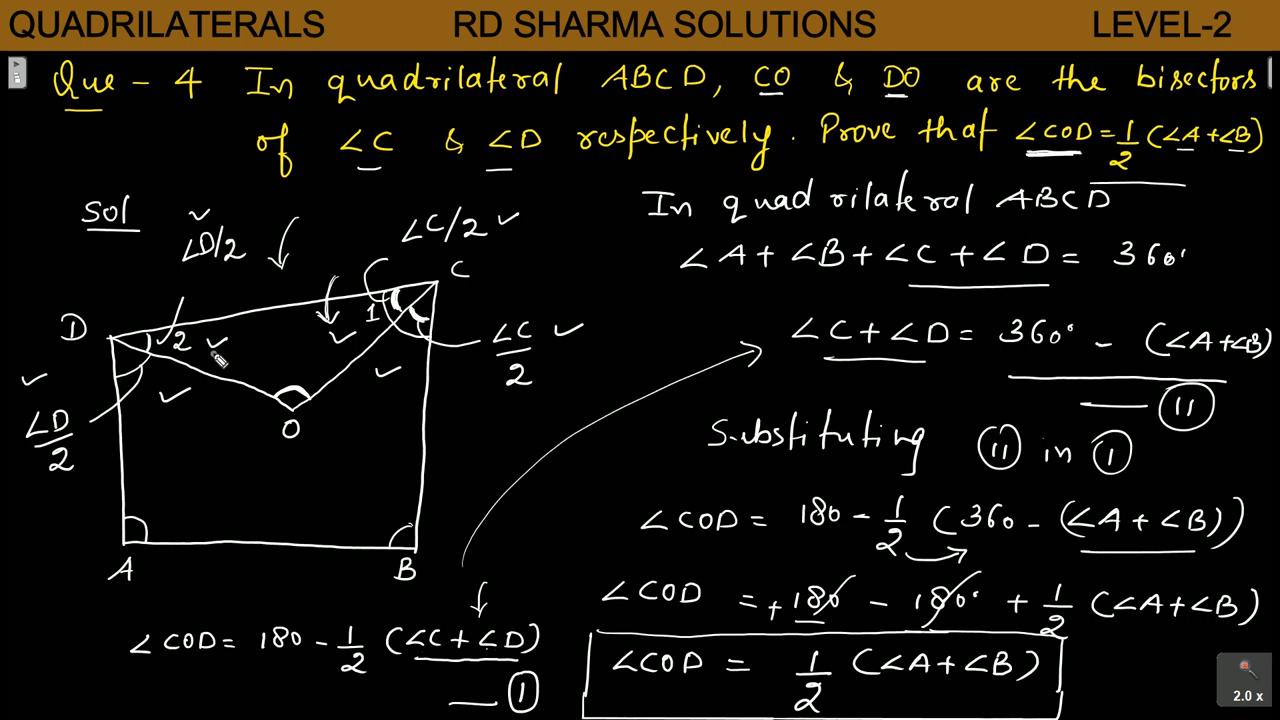 QUADRILATERALS RD SHARMA SOLUTIONS LEVEL-2
Que - 4 In quadrilateral ABCD, CO & DO are the bisectors
of ∠C & ∠D respectively. Prove that ∠COD = 1/2 (∠A+∠B)
Sol
∠D/2
∠C/2
C
D
1
2
∠C/2
∠D/2
O
A
B
∠COD = 180 - 1/2 (∠C + ∠D)
— ①
In quadrilateral ABCD
∠A + ∠B + ∠C + ∠D = 360°
∠C + ∠D = 360° - (∠A+∠B)
— ⑪
Substituting ⑪ in ①
∠COD = 180 - 1/2 (360 - (∠A + ∠B))
∠COD = +180 - 180° + 1/2 (∠A+∠B)
∠COD = 1/2 (∠A+∠B)
2.0 x